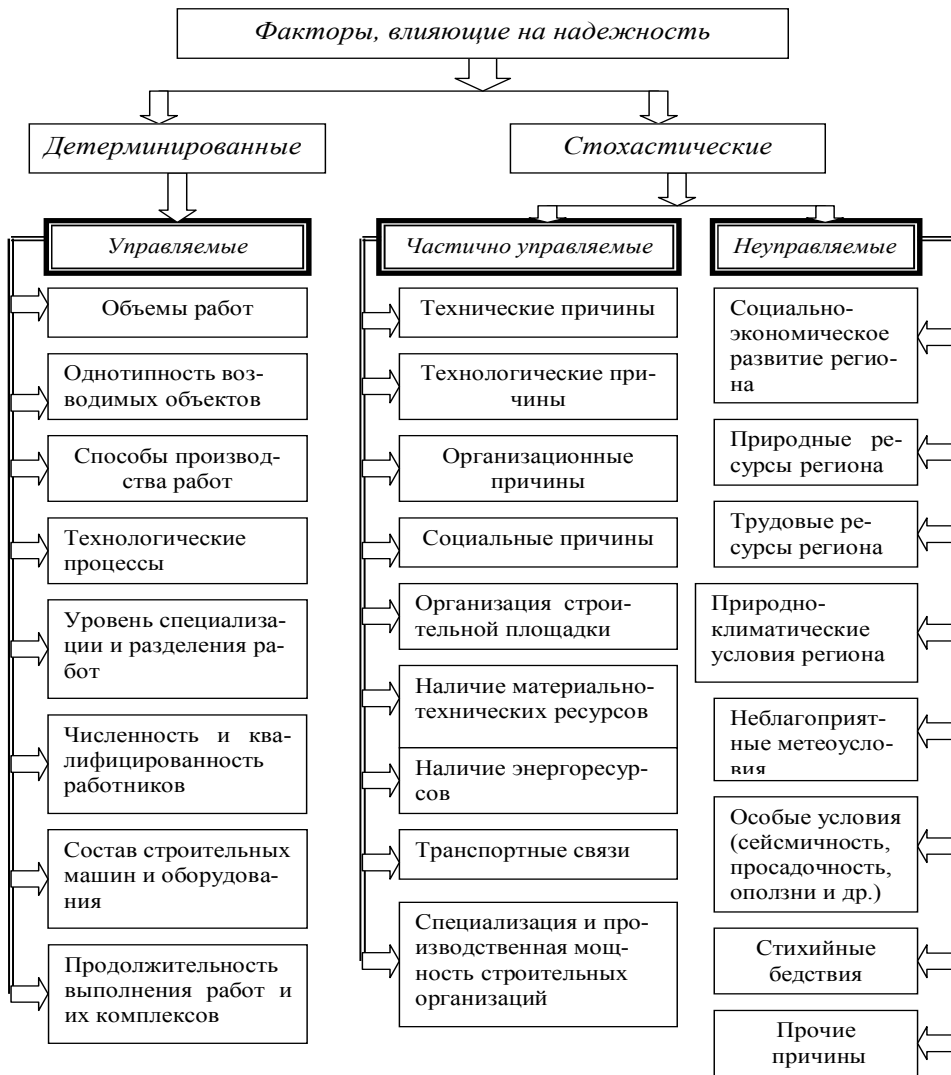 Факторы, влияющие на надежность
Детерминированные
Стохастические
Управляемые
Частично управляемые
Неуправляемые
Объемы работ
Однотипность воз-
водимых объектов
Способы производ-
ства работ
Технологические
процессы
Уровень специализа-
ции и разделения ра-
бот
Численность и ква-
лифицированность
работников
Состав строительных
машин и оборудова-
ния
Продолжительность
выполнения работ и
их комплексов
Технические причины
Технологические при-
чины
Организационные
причины
Социальные причины
Организация строи-
тельной площадки
Наличие материально-
технических ресурсов
Наличие энергоресур-
сов
Транспортные связи
Специализация и про-
изводственная мощ-
ность строительных
организаций
Социально-
экономическое
развитие регио-
на
Природные ре-
сурсы региона
Трудовые ре-
сурсы региона
Природно-
климатические
условия региона
Неблагоприят-
ные метеоусло-
вия
Особые условия
(сейсмичность,
просадочность,
оползни и др.)
Стихийные
бедствия
Прочие
причины